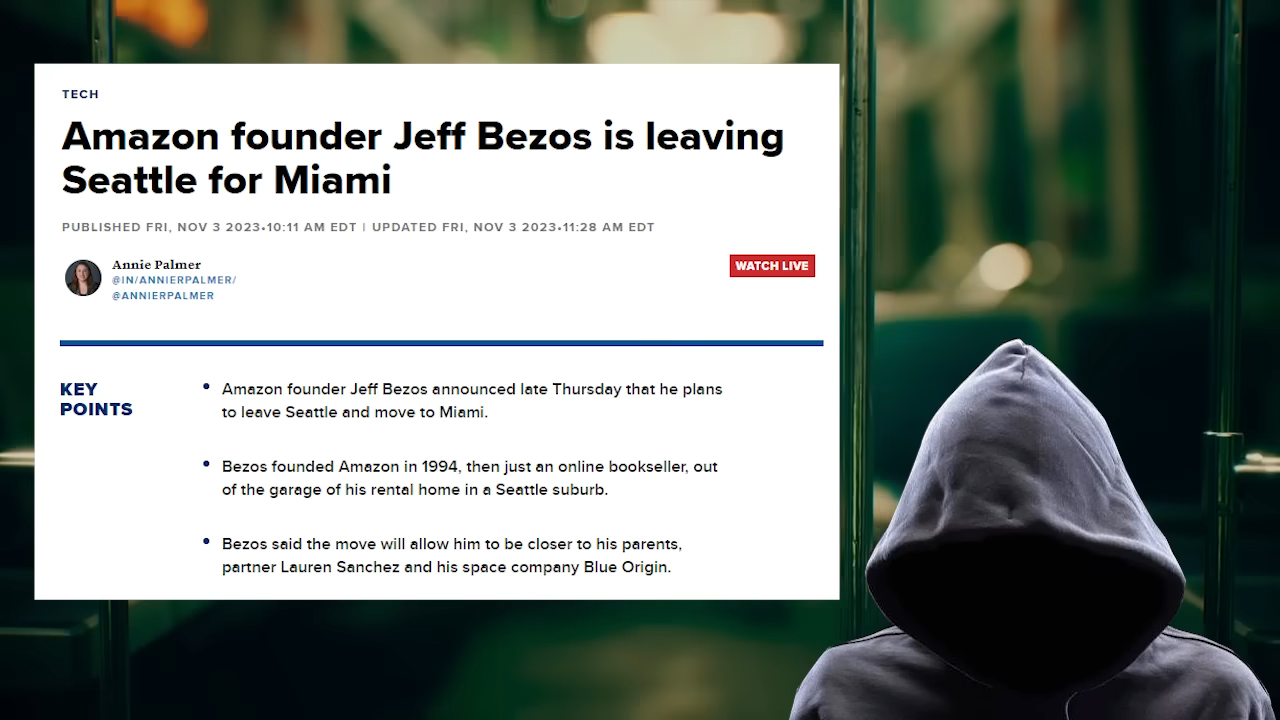 TECH
Amazon founder Jeff Bezos is leaving
Seattle for Miami
PUBLISHED FRI, NOV 3 2023•10:11 AM EDT | UPDATED FRI, NOV 3 2023•11:28 AM EDT
Annie Palmer
@IN/ANNIERPALMER/
@ANNIERPALMER
WATCH LIVE
KEY
POINTS
• Amazon founder Jeff Bezos announced late Thursday that he plans
to leave Seattle and move to Miami.
• Bezos founded Amazon in 1994, then just an online bookseller, out
of the garage of his rental home in a Seattle suburb.
• Bezos said the move will allow him to be closer to his parents,
partner Lauren Sanchez and his space company Blue Origin.